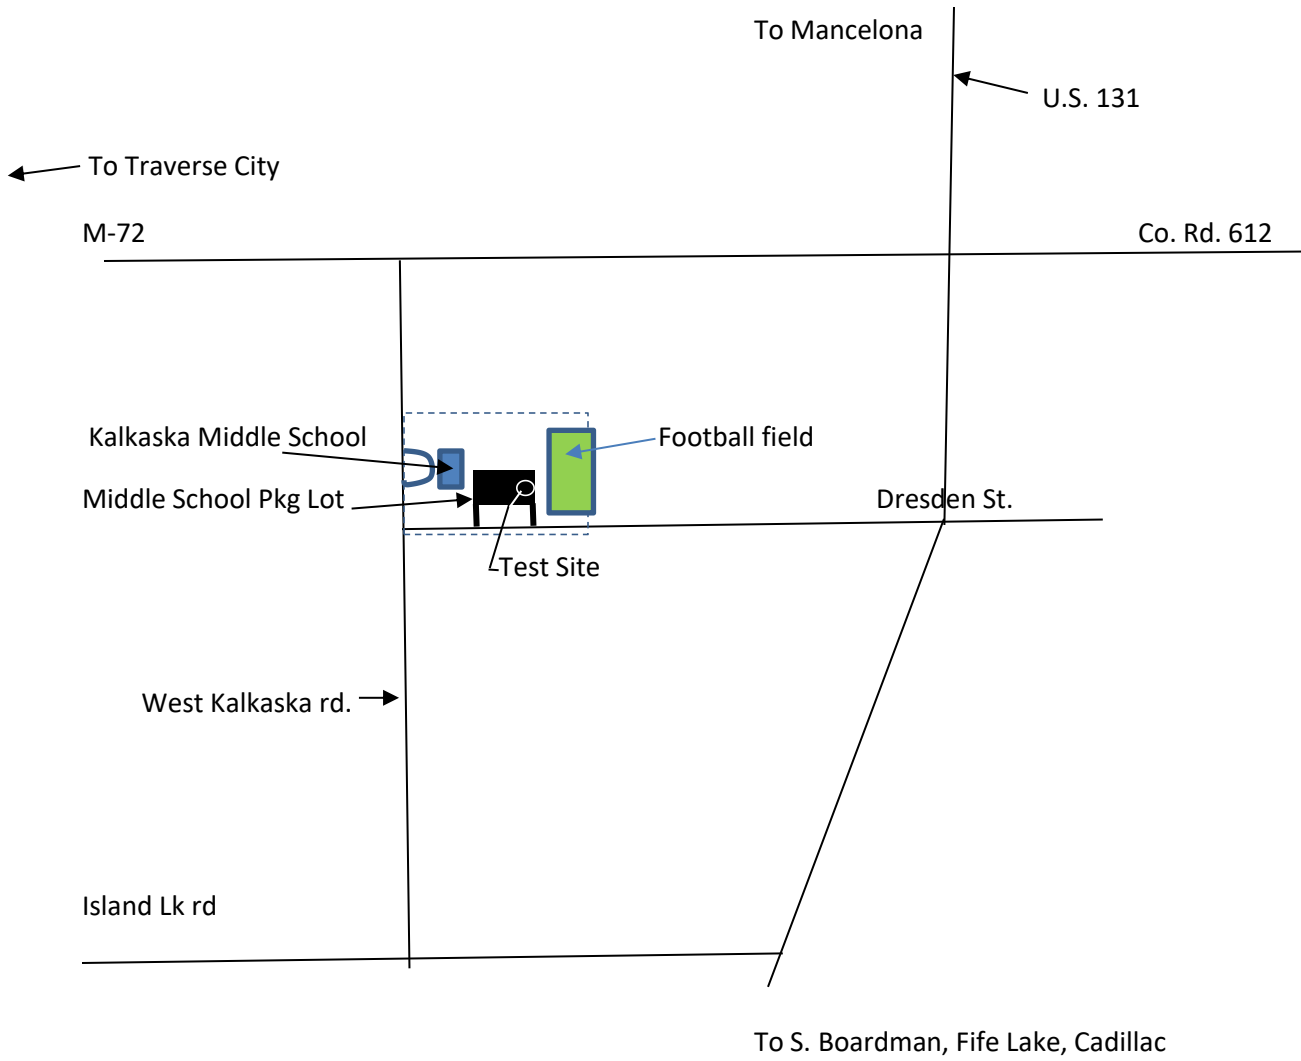 To Mancelona
U.S. 131
To Traverse City
M-72
Co. Rd. 612
Kalkaska Middle School
Football field
Middle School Pkg Lot
Dresden St.
Test Site
West Kalkaska rd.
Island Lk rd
To S. Boardman, Fife Lake, Cadillac